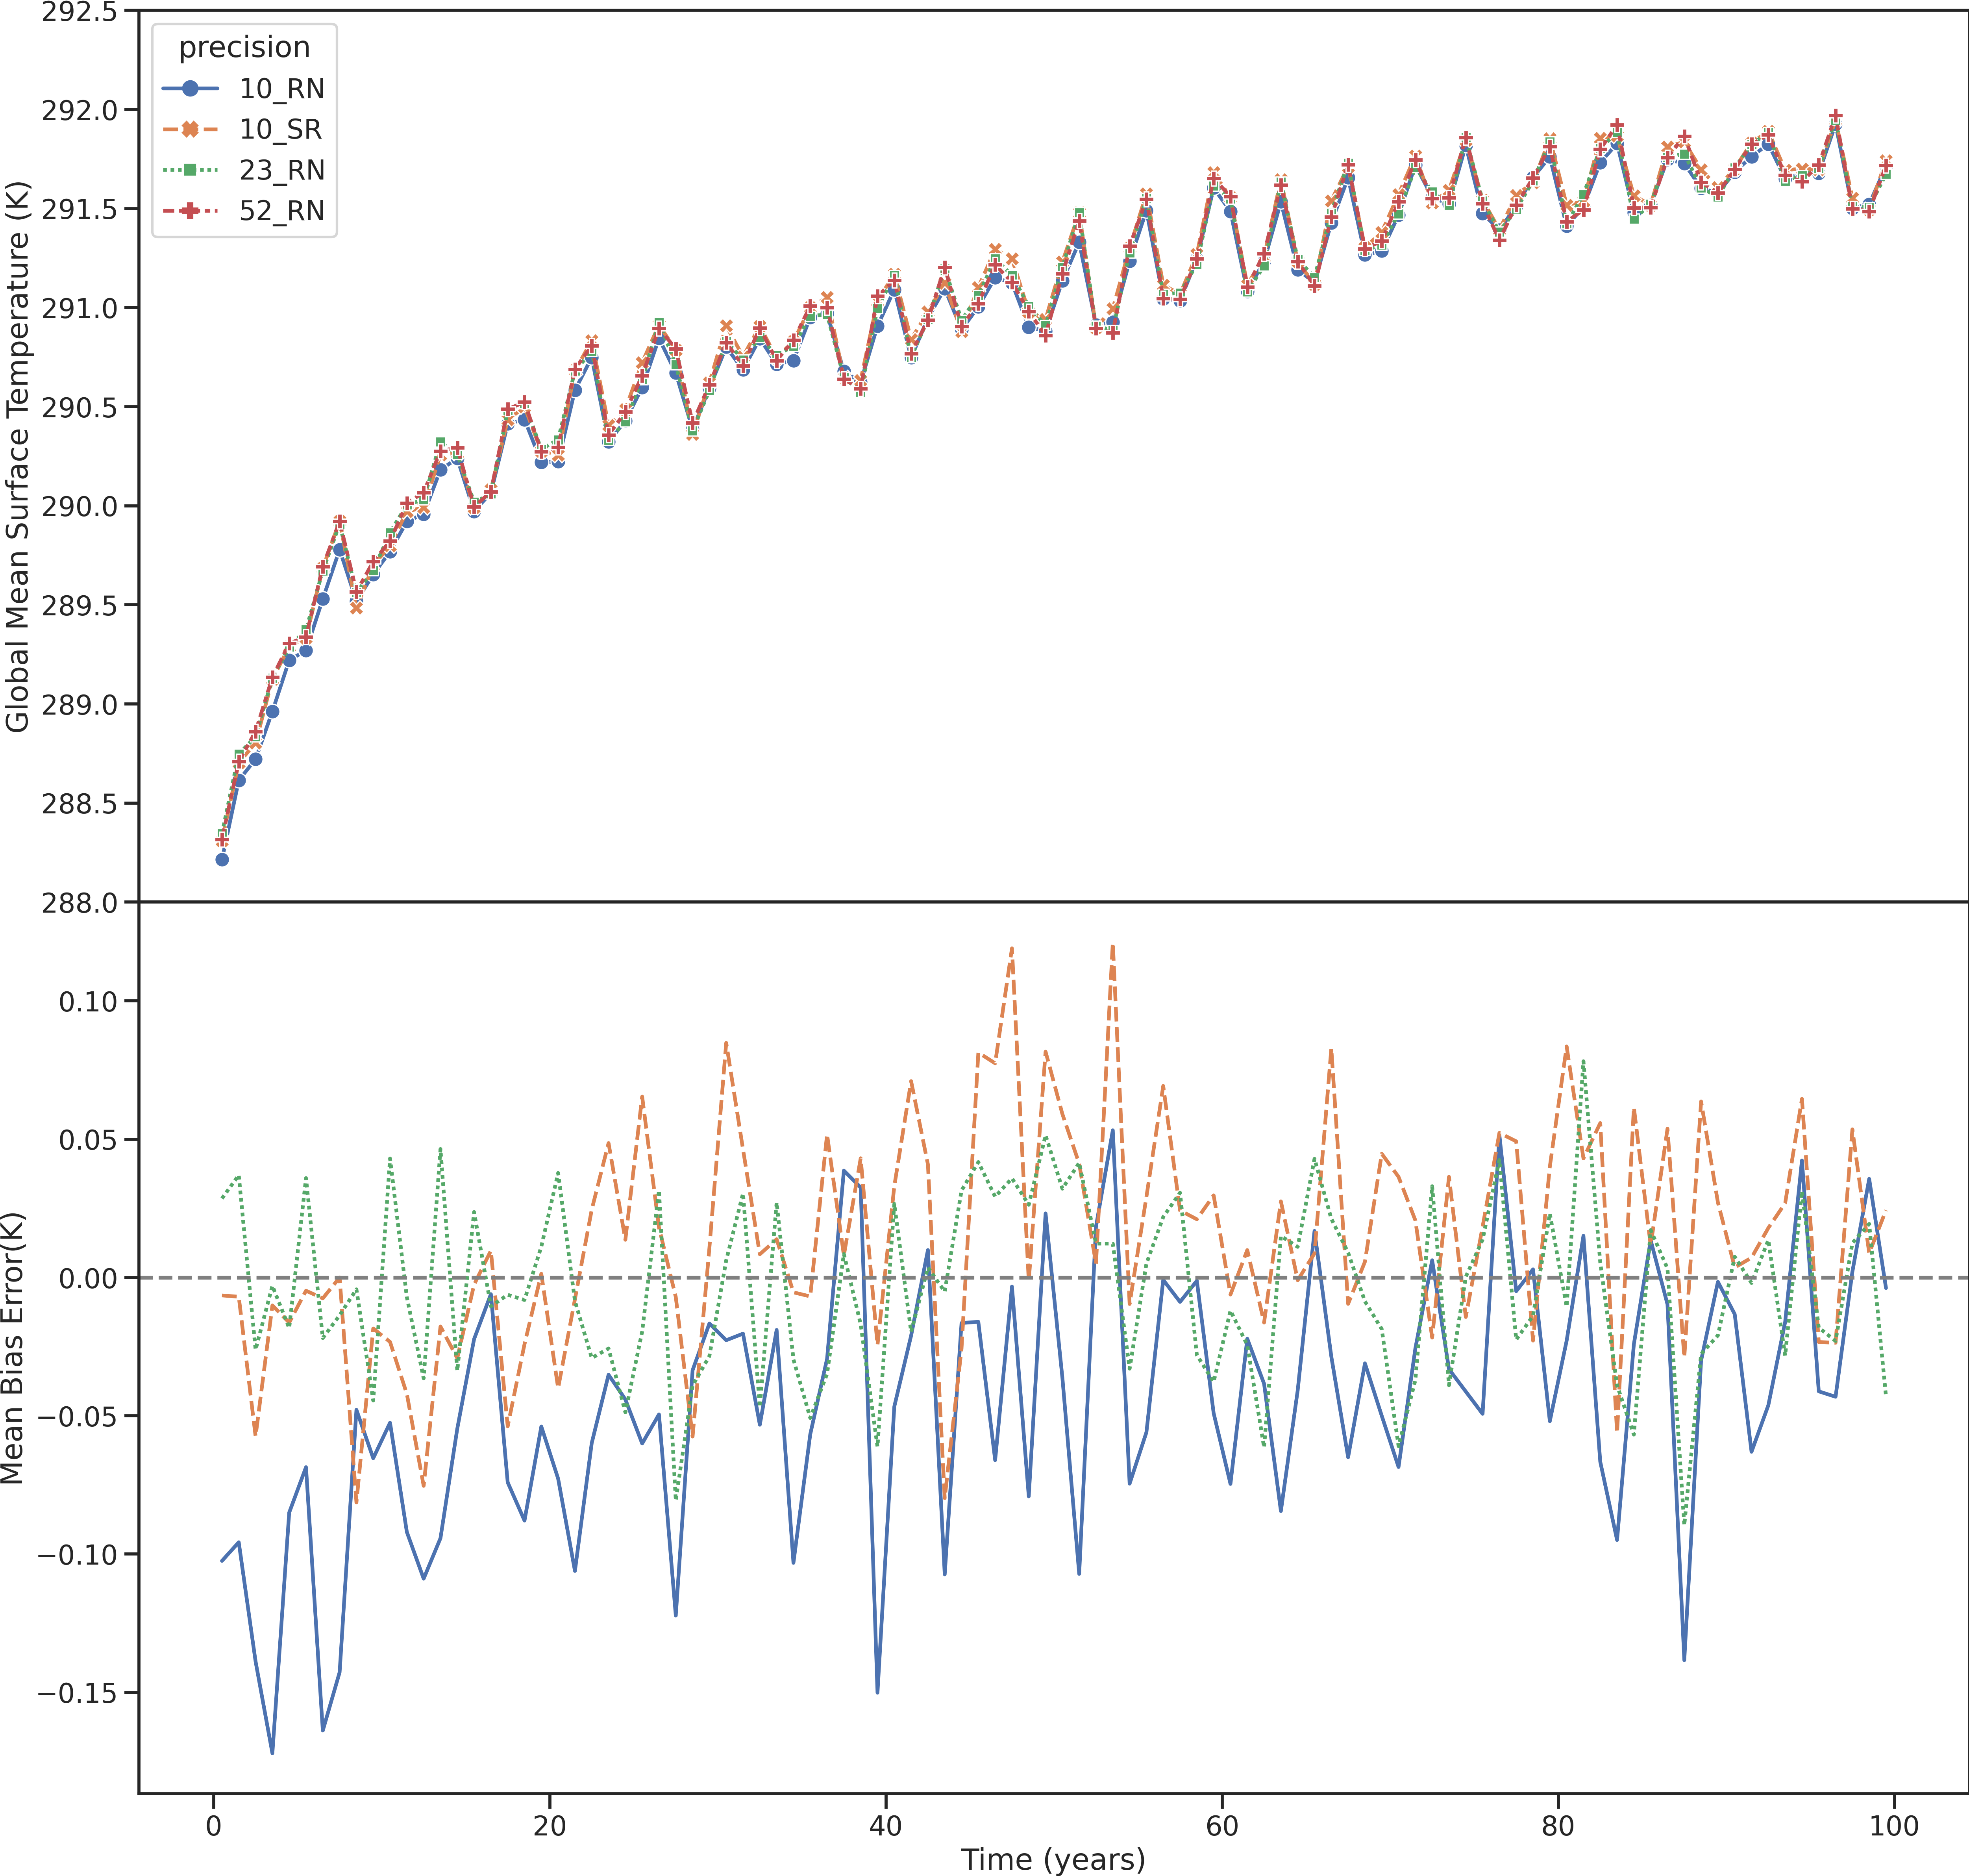 292.5
292.0
291.5
291.0
290.5
290.0
289.5
289.0
288.5
288.0
Global Mean Surface Temperature (K)
precision
10_RN
10_SR
23_RN
52_RN
0.10
0.05
0.00
−0.05
−0.10
−0.15
Mean Bias Error(K)
0 20 40 60 80 100
Time (years)